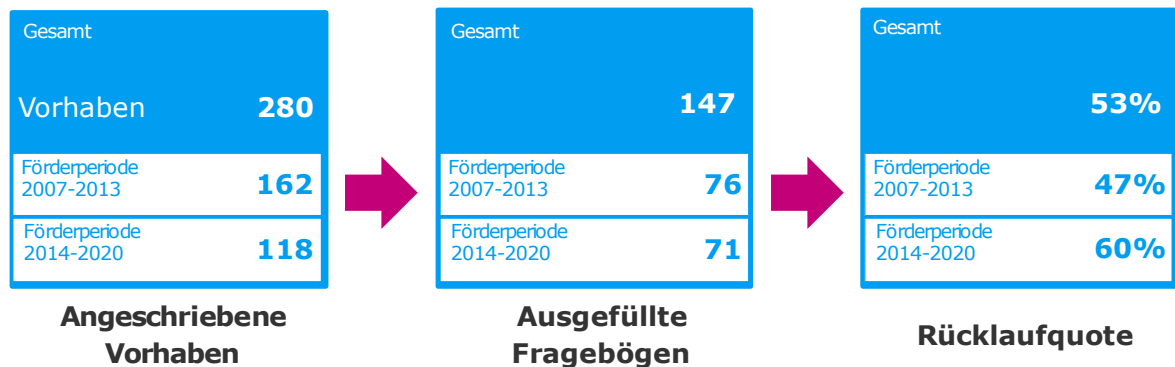 Gesamt
Vorhaben 280
Förderperiode
2007-2013 162
Förderperiode
2014-2020 118
Angeschriebene
Vorhaben
Gesamt
147
Förderperiode
2007-2013 76
Förderperiode
2014-2020 71
Ausgefüllte
Fragebögen
Gesamt
53%
Förderperiode
2007-2013 47%
Förderperiode
2014-2020 60%
Rücklaufquote